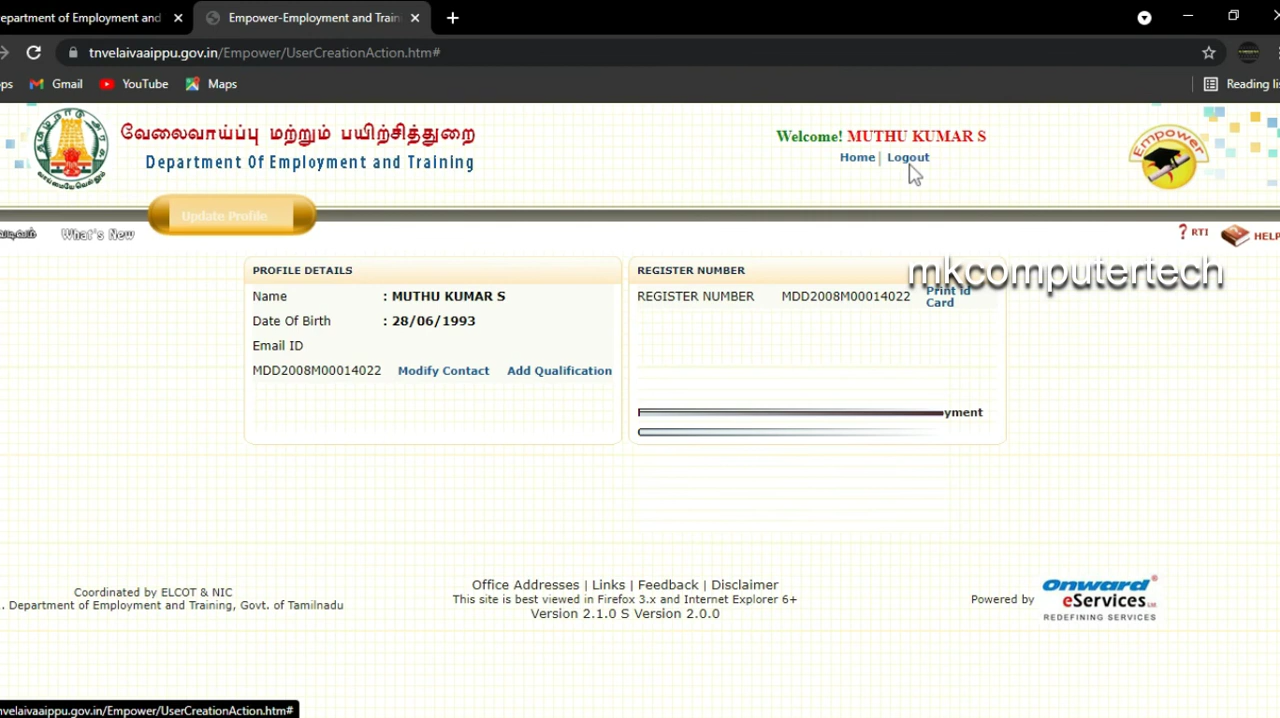 epartment of Employment and
Empower-Employment and Train
tnvelaivaaippu.gov.in/Empower/UserCreationAction.htm#
ps Gmail YouTube Maps Reading lis
வேலைவாய்ப்பு மற்றும் பயிற்சித்துறை
Department Of Employment and Training
Welcome! MUTHU KUMAR S
Home | Logout
Empower
Update Profile
What's New
? RTI HELP
mkcomputertech
PROFILE DETAILS
Name : MUTHU KUMAR S
Date Of Birth : 28/06/1993
Email ID
MDD2008M00014022 Modify Contact Add Qualification
REGISTER NUMBER
REGISTER NUMBER MDD2008M00014022 Print id
Card
yment
Coordinated by ELCOT & NIC
. Department of Employment and Training, Govt. of Tamilnadu
Office Addresses | Links | Feedback | Disclaimer
This site is best viewed in Firefox 3.x and Internet Explorer 6+
Version 2.1.0 S Version 2.0.0
Powered by
Onward
eServices Ltd.
REDEFINING SERVICES
nvelaivaaippu.gov.in/Empower/UserCreationAction.htm#